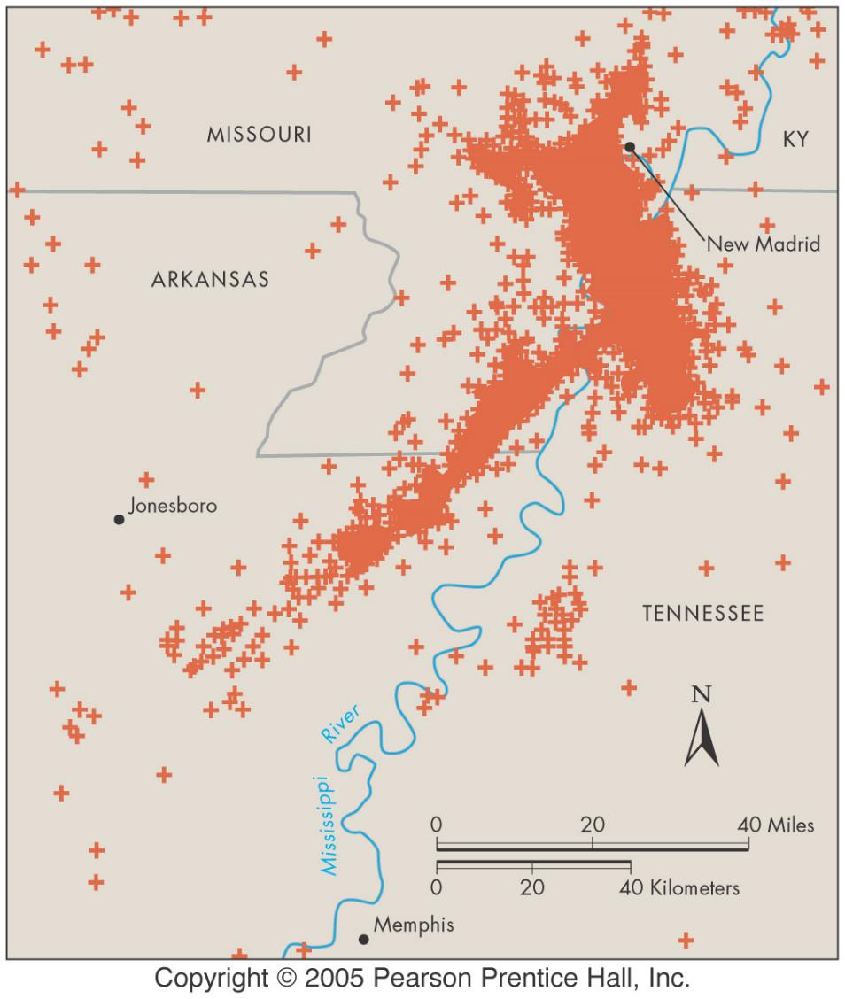 MISSOURI
KY
New Madrid
ARKANSAS
Jonesboro
TENNESSEE
N
River
Mississippi
0 20 40 Miles
0 20 40 Kilometers
Memphis
Copyright © 2005 Pearson Prentice Hall, Inc.